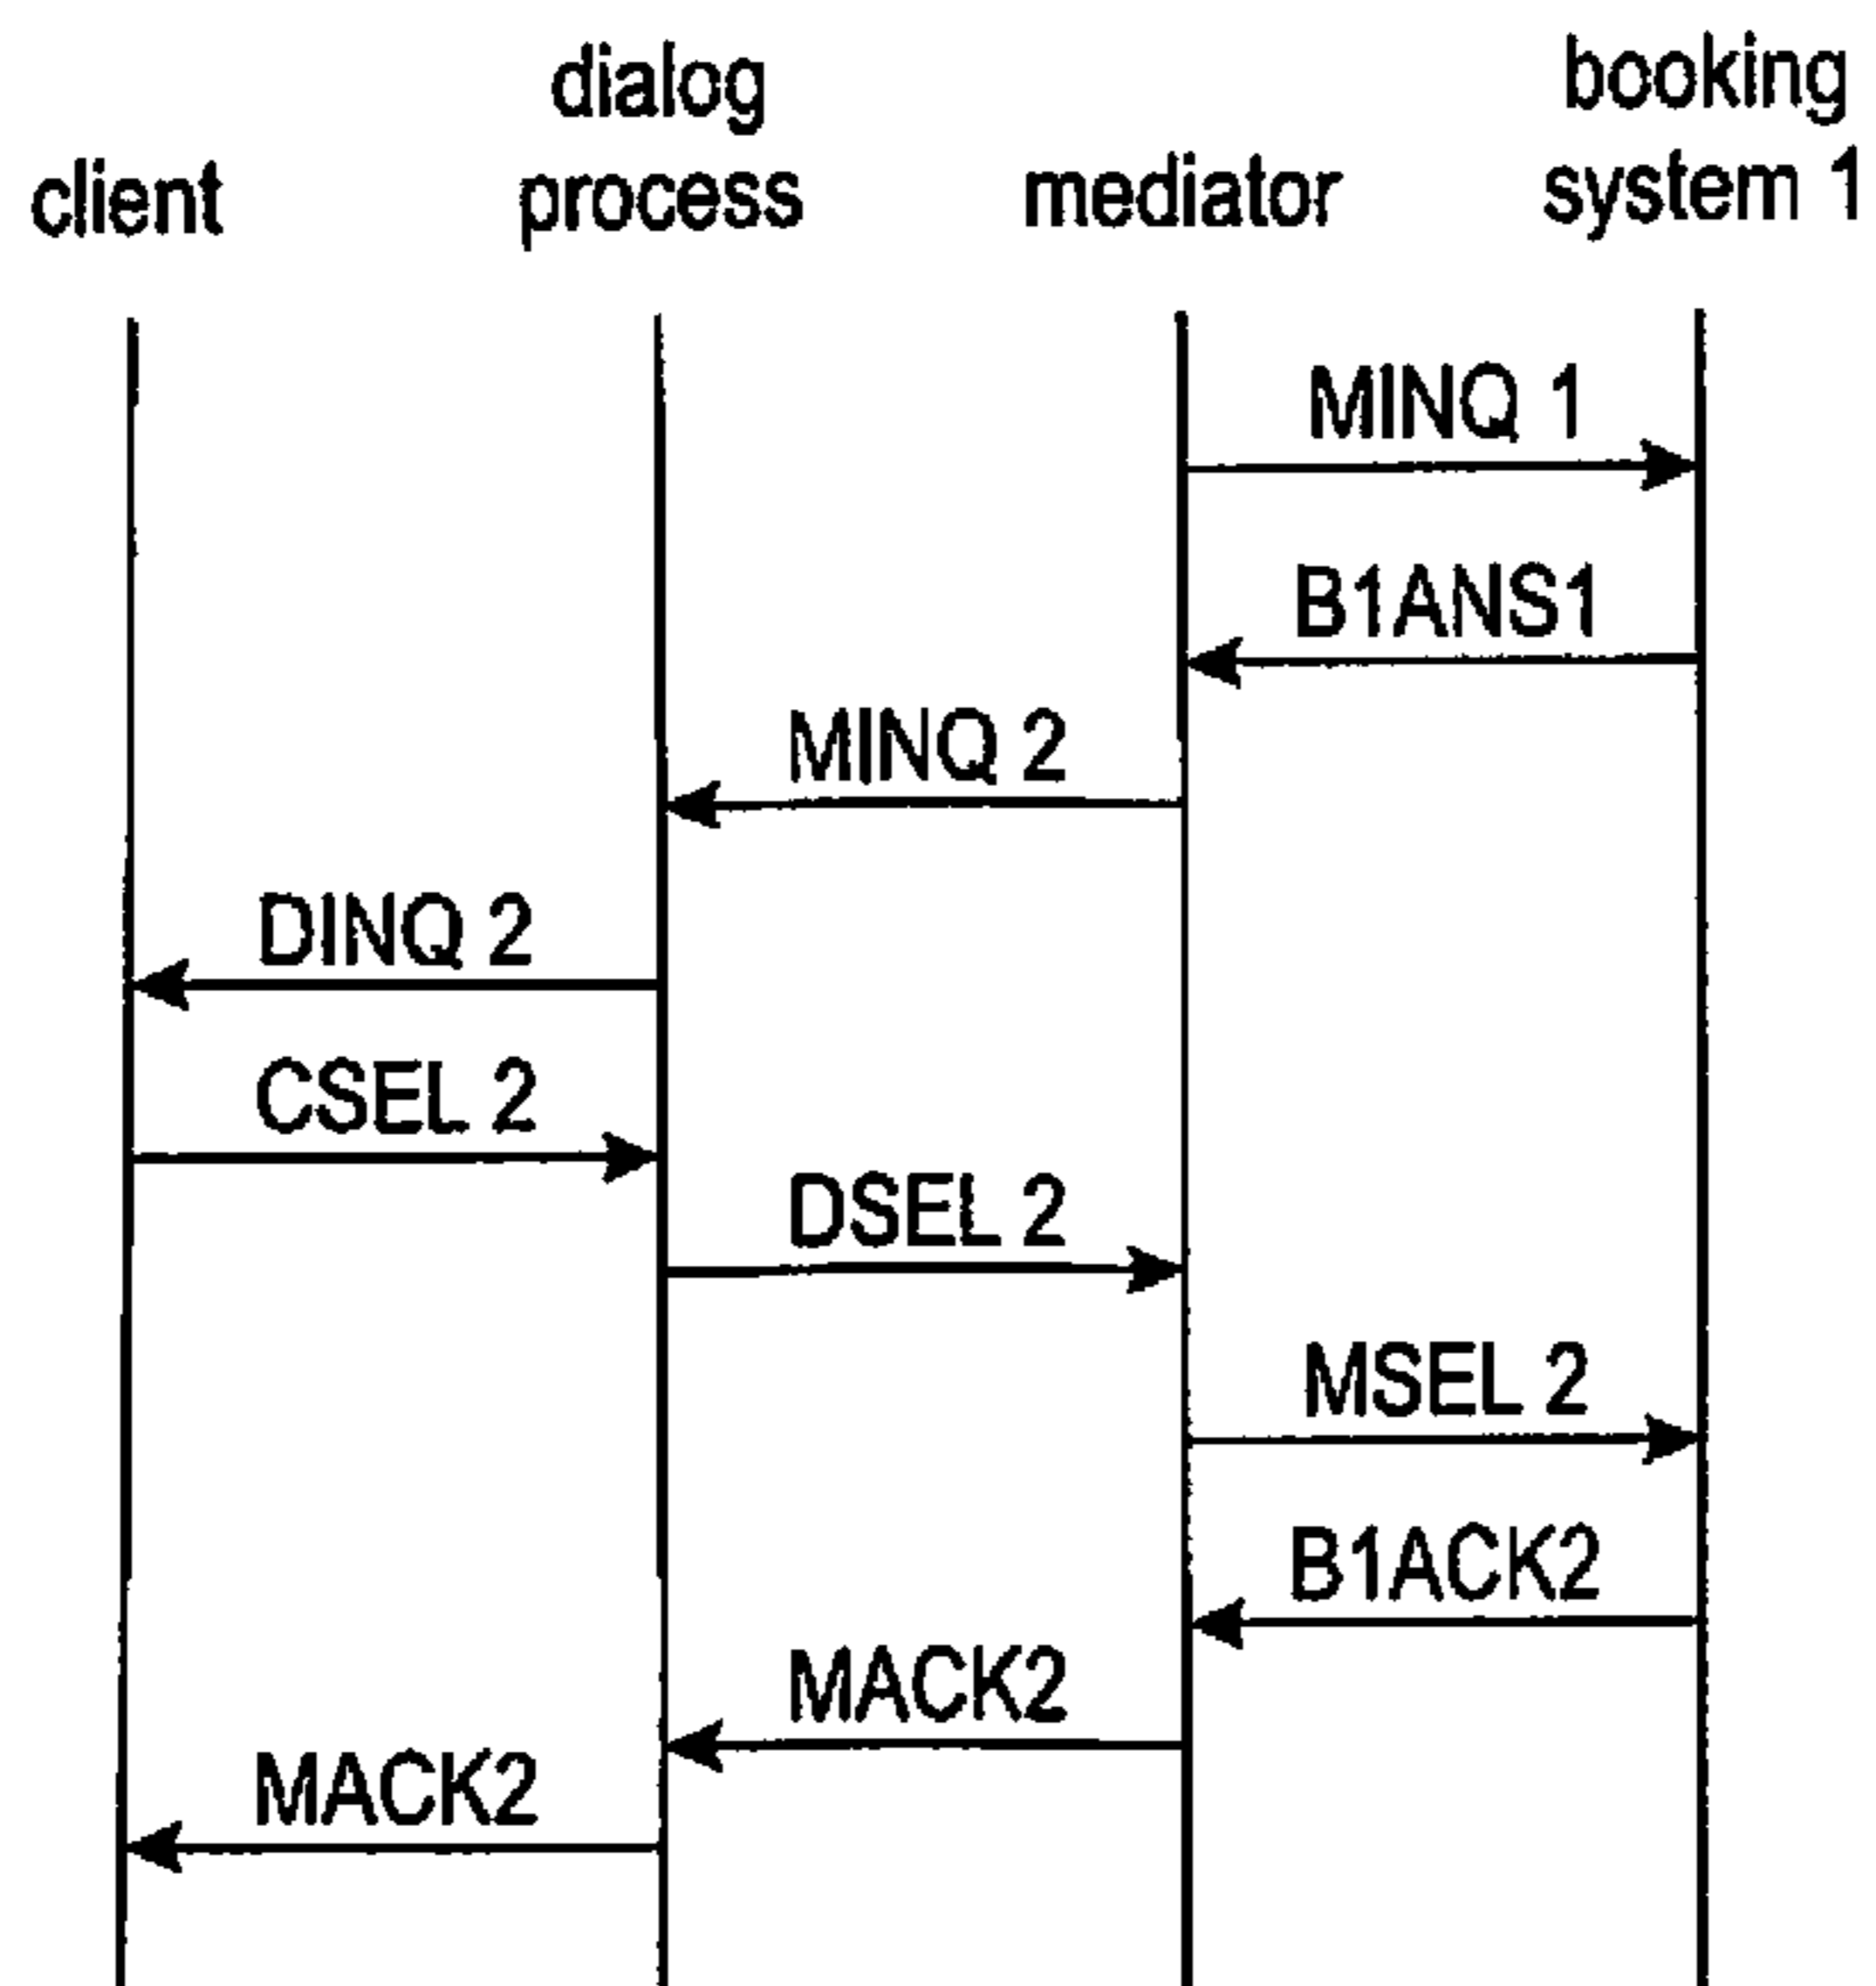 client
dialog
process
mediator
booking
system 1
MINQ 1
B1ANS1
MINQ 2
DINQ 2
CSEL 2
DSEL 2
MSEL 2
B1ACK2
MACK2
MACK2